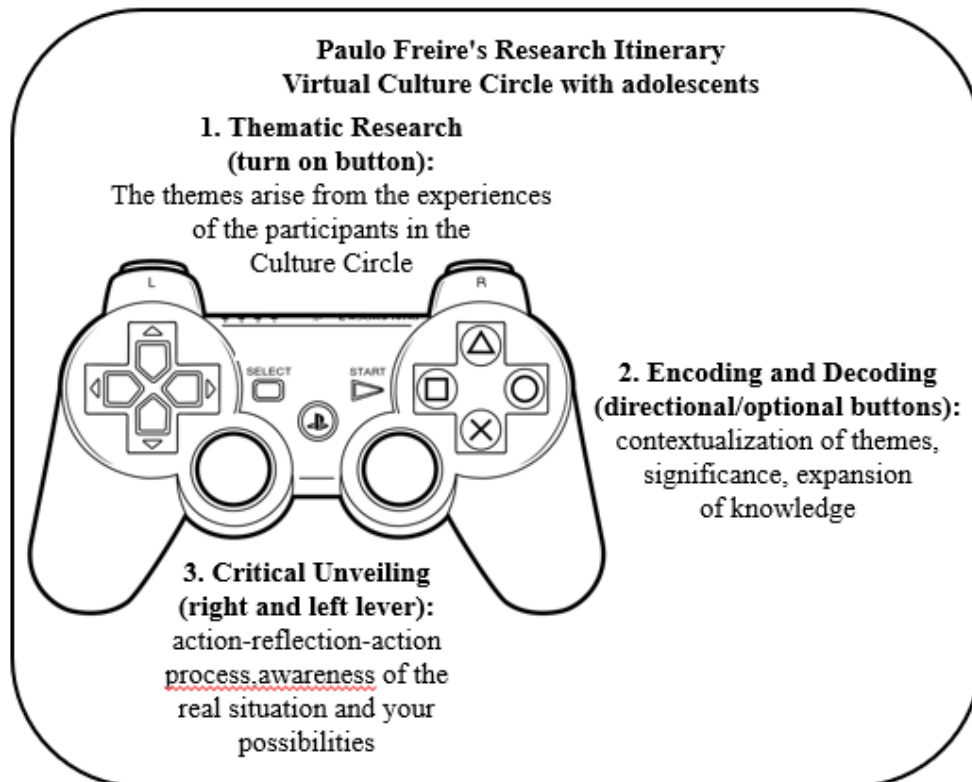 Paulo Freire's Research Itinerary
Virtual Culture Circle with adolescents
1. Thematic Research
(turn on button):
The themes arise from the experiences
of the participants in the
Culture Circle
L
R
SELECT
START
2. Encoding and Decoding
(directional/optional buttons):
contextualization of themes,
significance, expansion
of knowledge
3. Critical Unveiling
(right and left lever):
action-reflection-action
process,awareness of the
real situation and your
possibilities